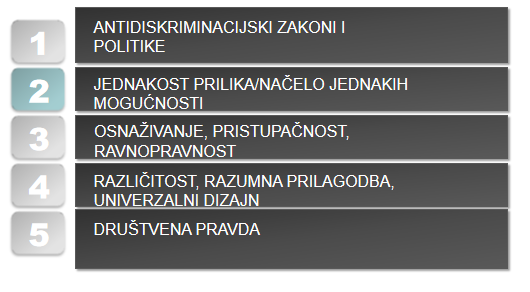 1
ANTIDISKRIMINACIJSKI ZAKONI I
POLITIKE
2
JEDNAKOST PRILIKA/NAČELO JEDNAKIH
MOGUĆNOSTI
3
OSNAŽIVANJE, PRISTUPAČNOST,
RAVNOPRAVNOST
4
RAZLIČITOST, RAZUMNA PRILAGODBA,
UNIVERZALNI DIZAJN
5
DRUŠTVENA PRAVDA